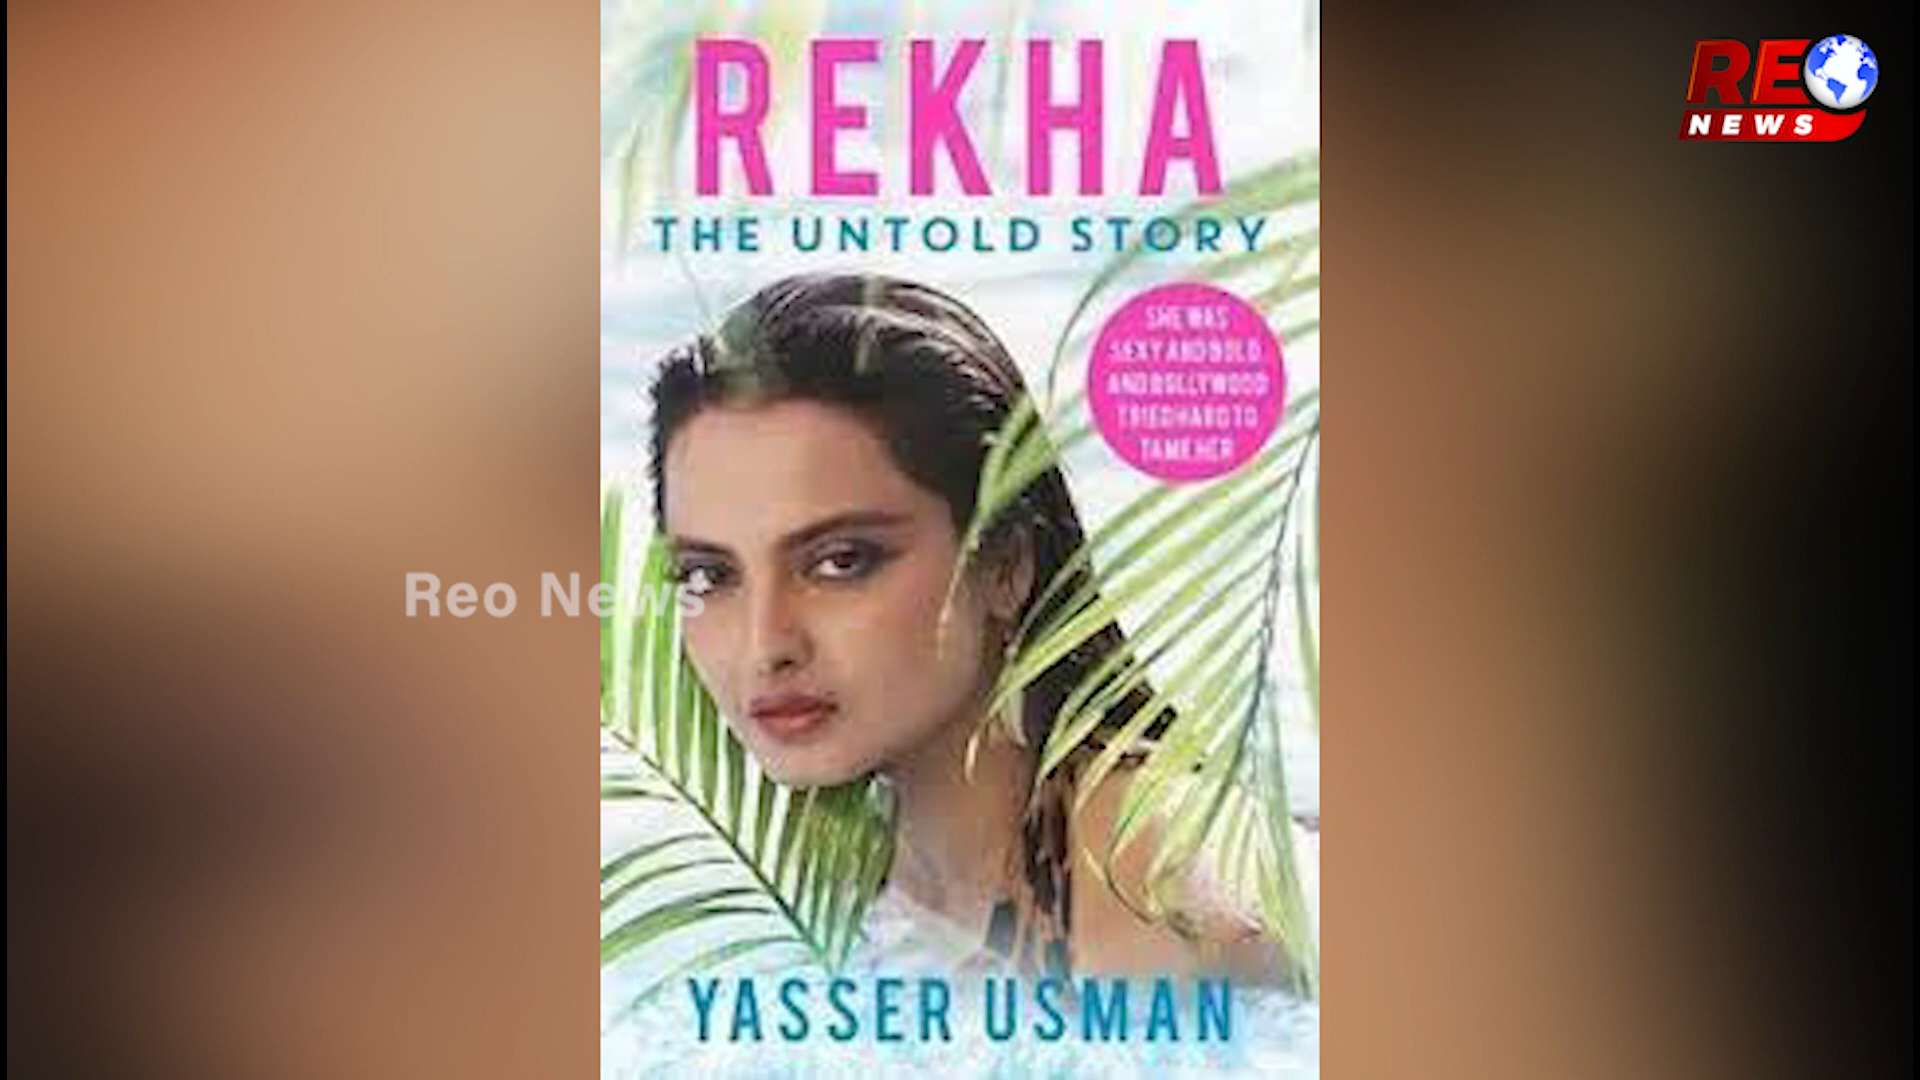 REKHA
THE UNTOLD STORY
SHE WAS
SEXY AND BOLD
AND BOLLYWOOD
TRIED HARD TO
TAME HER
YASSER USMAN
Reo News
REO
NEWS